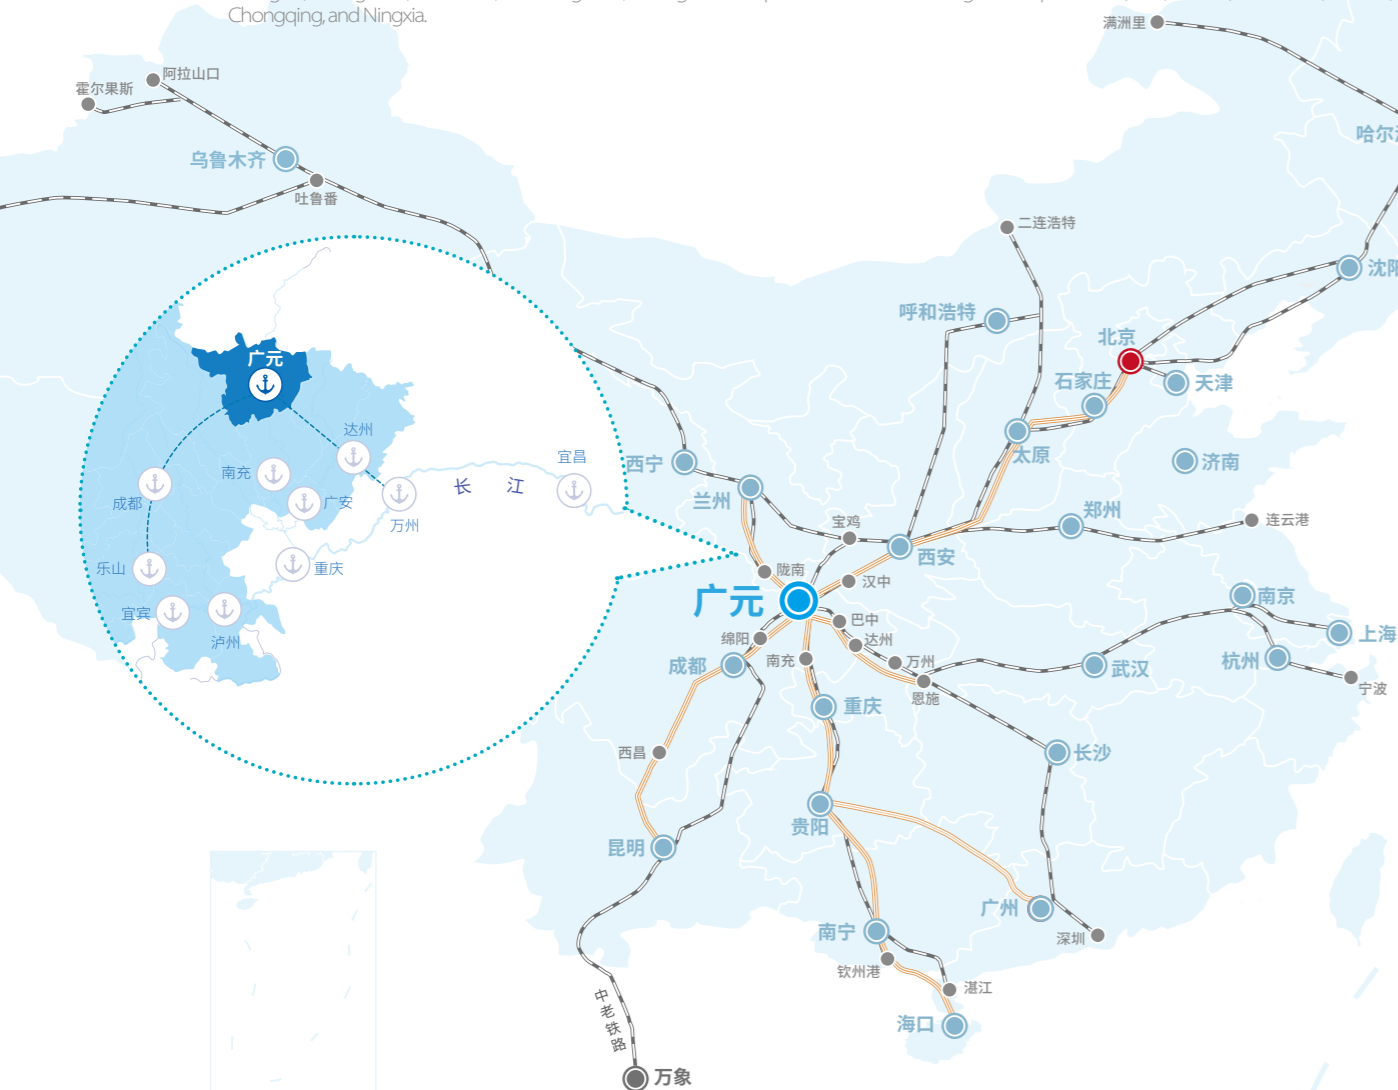 Chongqing, and Ningxia.
满洲里
阿拉山口
霍尔果斯
哈尔
乌鲁木齐
吐鲁番
二连浩特
沈阳
呼和浩特
北京
广元
石家庄
天津
达州
宜昌
西宁
太原
济南
南充
长 江
成都
广安
兰州
郑州
万州
宝鸡
连云港
西安
乐山
重庆
陇南
汉中
广元
南京
宜宾
巴中
泸州
绵阳
达州
上海
成都
南充
万州
武汉
杭州
宁波
恩施
重庆
西昌
长沙
贵阳
昆明
广州
南宁
深圳
钦州港
湛江
中老铁路
海口
万象